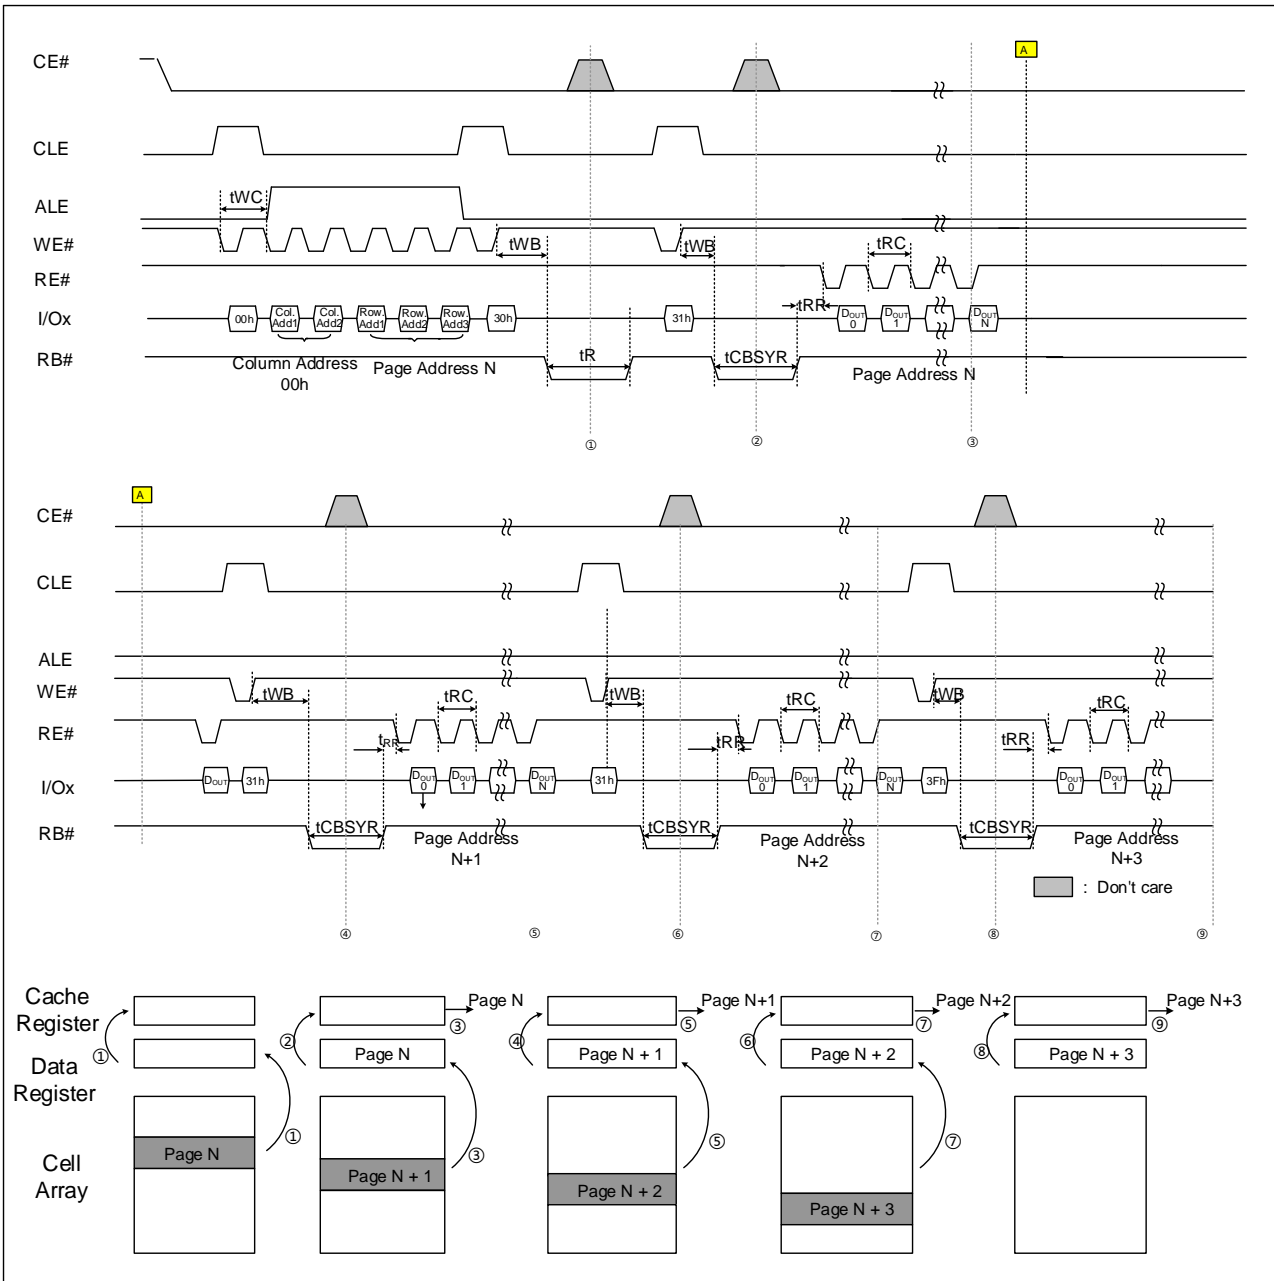 A
CE#
CLE
ALE
tWC
WE#
tWB
tWB
tRC
RE#
tRR
I/Ox
00h
Col. Add1
Col. Add2
Row. Add1
Row. Add2
Row. Add3
30h
31h
DOUT 0
DOUT 1
DOUT N
RB#
Column Address
00h
Page Address N
tR
tCBSYR
Page Address N
①
②
③
A
CE#
CLE
ALE
WE#
tWB
tWB
tWB
RE#
tRR
tRC
tRR
tRC
tRR
tRC
I/Ox
DOUT
31h
DOUT 0
DOUT 1
DOUT N
31h
DOUT 0
DOUT 1
DOUT N
3Fh
DOUT 0
DOUT 1
RB#
tCBSYR
Page Address
N+1
tCBSYR
Page Address
N+2
tCBSYR
Page Address
N+3
: Don't care
④
⑤
⑥
⑦
⑧
⑨
Cache
Register
Data
Register
Cell
Array
①
①
Page N
②
③
Page N
Page N
③
Page N + 1
④
⑤
Page N+1
Page N + 1
⑤
Page N + 2
⑥
⑦
Page N+2
Page N + 2
⑦
Page N + 3
⑧
⑨
Page N+3
Page N + 3